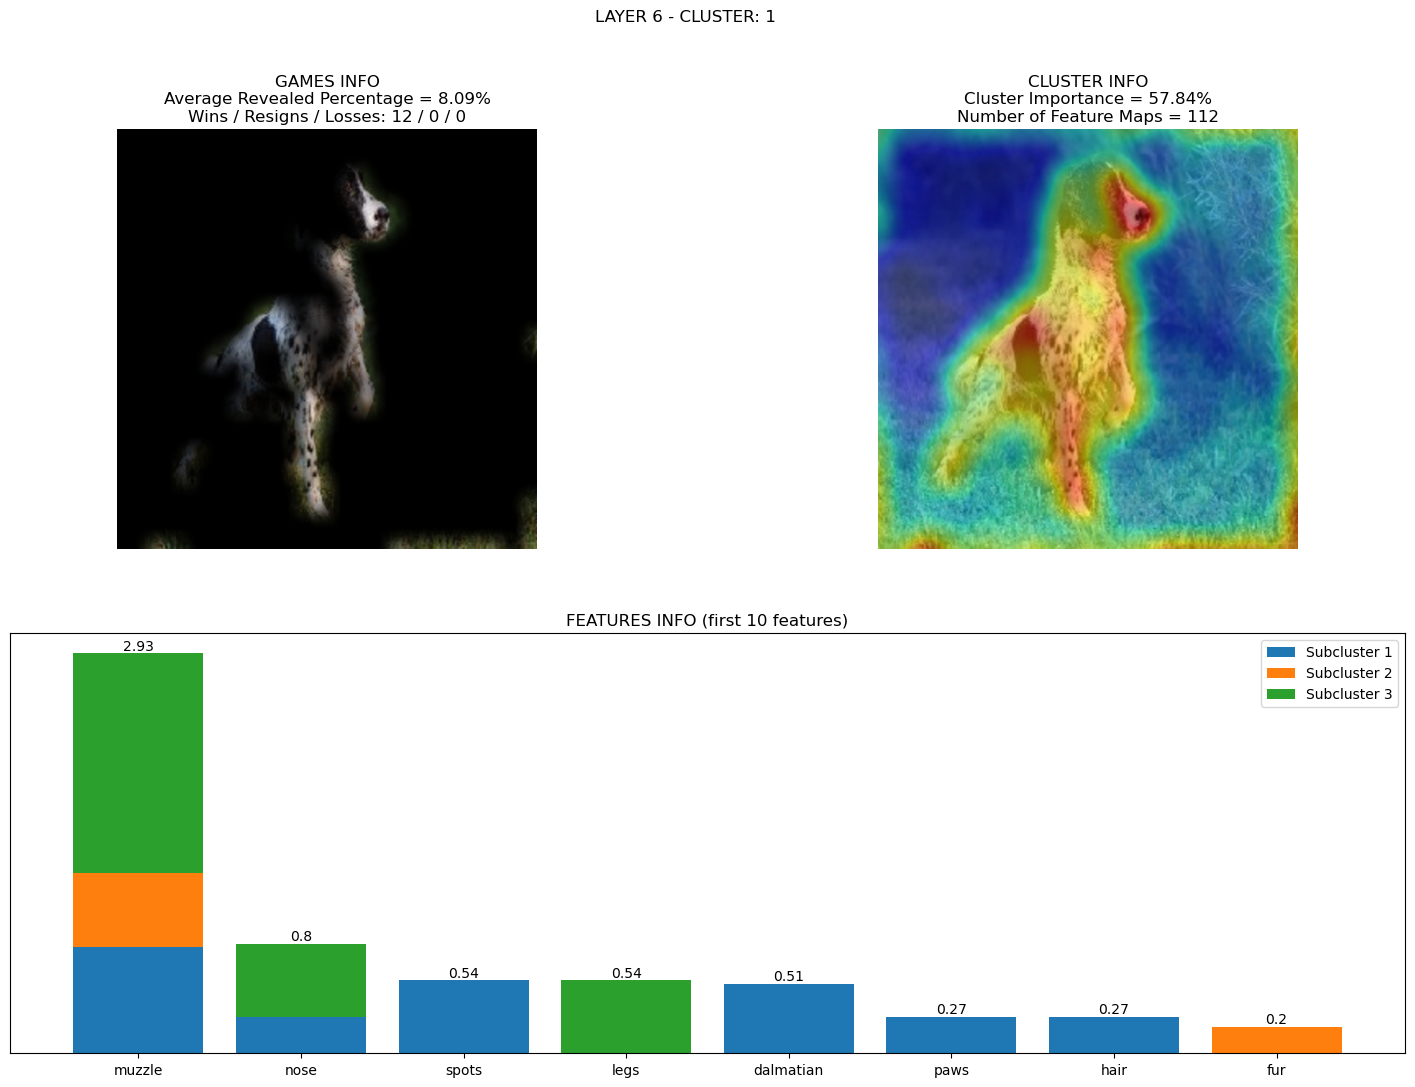 LAYER 6 - CLUSTER: 1
GAMES INFO
Average Revealed Percentage = 8.09%
Wins / Resigns / Losses: 12 / 0 / 0
CLUSTER INFO
Cluster Importance = 57.84%
Number of Feature Maps = 112
FEATURES INFO (first 10 features)
Subcluster 1
Subcluster 2
Subcluster 3
2.93
0.8
0.54
0.54
0.51
0.27
0.27
0.2
muzzle
nose
spots
legs
dalmatian
paws
hair
fur